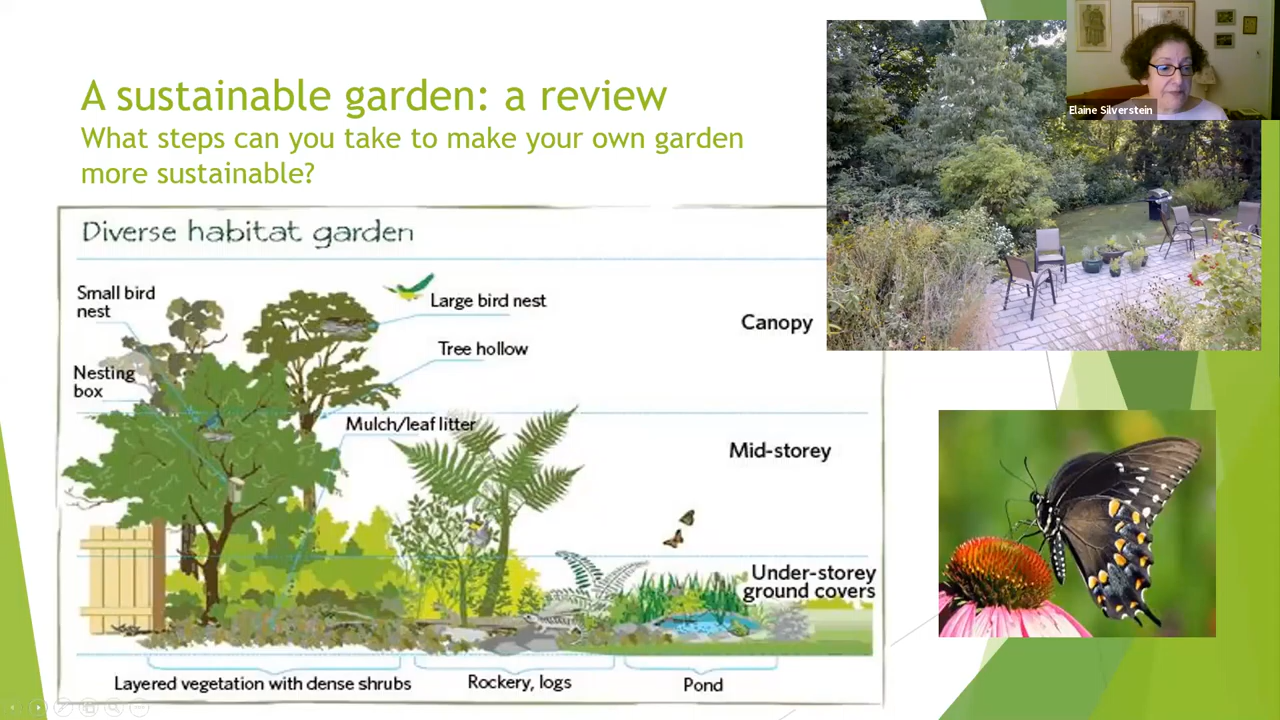 A sustainable garden: a review
What steps can you take to make your own garden
more sustainable?
Elaine Silverstein
Diverse habitat garden
Small bird
nest
Large bird nest
Canopy
Tree hollow
Nesting
box
Mulch/leaf litter
Mid-storey
Under-storey
ground covers
Layered vegetation with dense shrubs
Rockery, logs
Pond